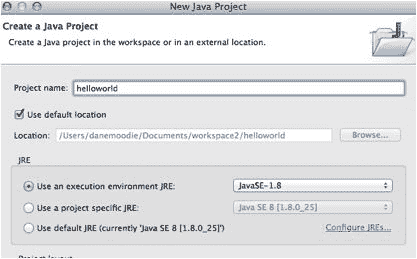 New Java Project
Create a Java Project
Create a Java project in the workspace or in an external location.
Project name: helloworld
Use default location
Location: /Users/danemoodie/Documents/workspace2/helloworld Browse...
JRE
Use an execution environment JRE: JavaSE-1.8
Use a project specific JRE: Java SE 8 [1.8.0_25]
Use default JRE (currently 'Java SE 8 [1.8.0_25]') Configure JREs...
Project layout